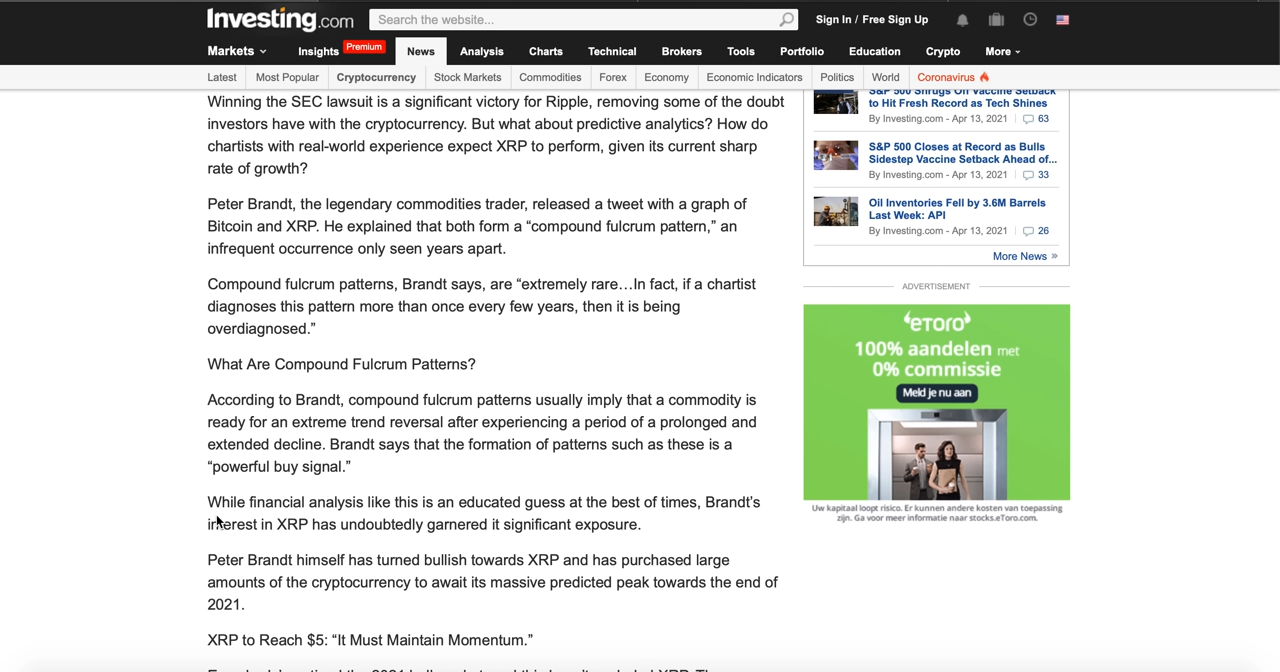 Investing.com
Search the website...
Sign In / Free Sign Up
Markets
Insights
Premium
News
Analysis
Charts
Technical
Brokers
Tools
Portfolio
Education
Crypto
More
Latest
Most Popular
Cryptocurrency
Stock Markets
Commodities
Forex
Economy
Economic Indicators
Politics
World
Coronavirus
Winning the SEC lawsuit is a significant victory for Ripple, removing some of the doubt
investors have with the cryptocurrency. But what about predictive analytics? How do
chartists with real-world experience expect XRP to perform, given its current sharp
rate of growth?
Peter Brandt, the legendary commodities trader, released a tweet with a graph of
Bitcoin and XRP. He explained that both form a “compound fulcrum pattern,” an
infrequent occurrence only seen years apart.
Compound fulcrum patterns, Brandt says, are “extremely rare…In fact, if a chartist
diagnoses this pattern more than once every few years, then it is being
overdiagnosed.”
What Are Compound Fulcrum Patterns?
According to Brandt, compound fulcrum patterns usually imply that a commodity is
ready for an extreme trend reversal after experiencing a period of a prolonged and
extended decline. Brandt says that the formation of patterns such as these is a
“powerful buy signal.”
While financial analysis like this is an educated guess at the best of times, Brandt’s
interest in XRP has undoubtedly garnered it significant exposure.
Peter Brandt himself has turned bullish towards XRP and has purchased large
amounts of the cryptocurrency to await its massive predicted peak towards the end of
2021.
XRP to Reach $5: “It Must Maintain Momentum.”
S&P 500 Shrugs Off Vaccine Setback
to Hit Fresh Record as Tech Shines
By Investing.com - Apr 13, 2021
63
S&P 500 Closes at Record as Bulls
Sidestep Vaccine Setback Ahead of...
By Investing.com - Apr 13, 2021
33
Oil Inventories Fell by 3.6M Barrels
Last Week: API
By Investing.com - Apr 13, 2021
26
More News »
ADVERTISEMENT
eToro
100% aandelen met
0% commissie
Meld je nu aan
Uw kapitaal loopt risico. Er kunnen andere kosten van toepassing
zijn. Ga voor meer informatie naar stocks.eToro.com.